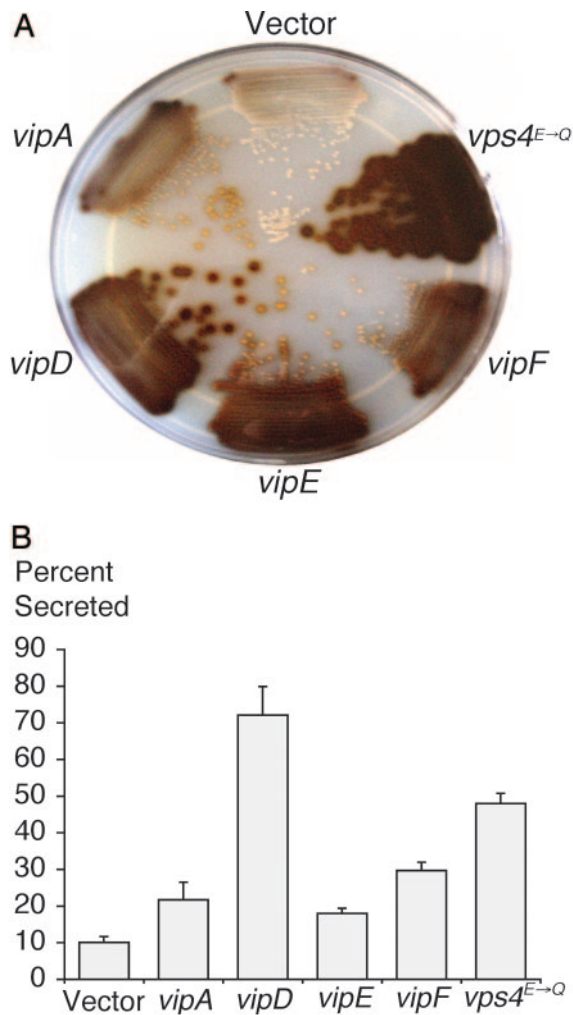 A
Vector
vipA
vps4E→Q
vipD
vipF
vipE
B
Percent
Secreted
90
80
70
60
50
40
30
20
10
0
Vector vipA vipD vipE vipF vps4E→Q